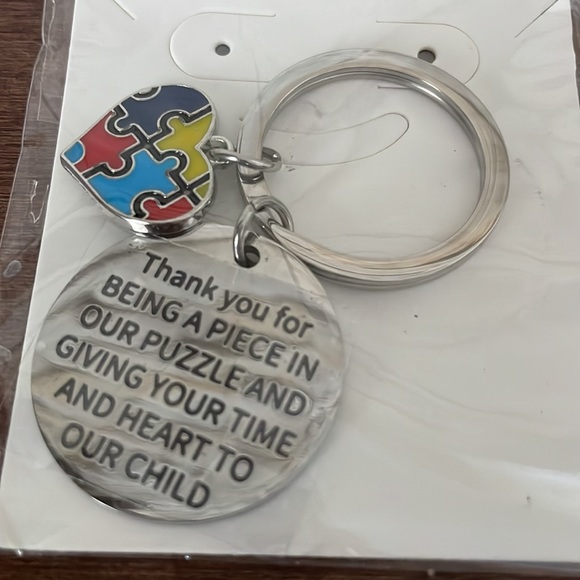 Thank you for
BEING A PIECE IN
OUR PUZZLE AND
GIVING YOUR TIME
AND HEART TO
OUR CHILD